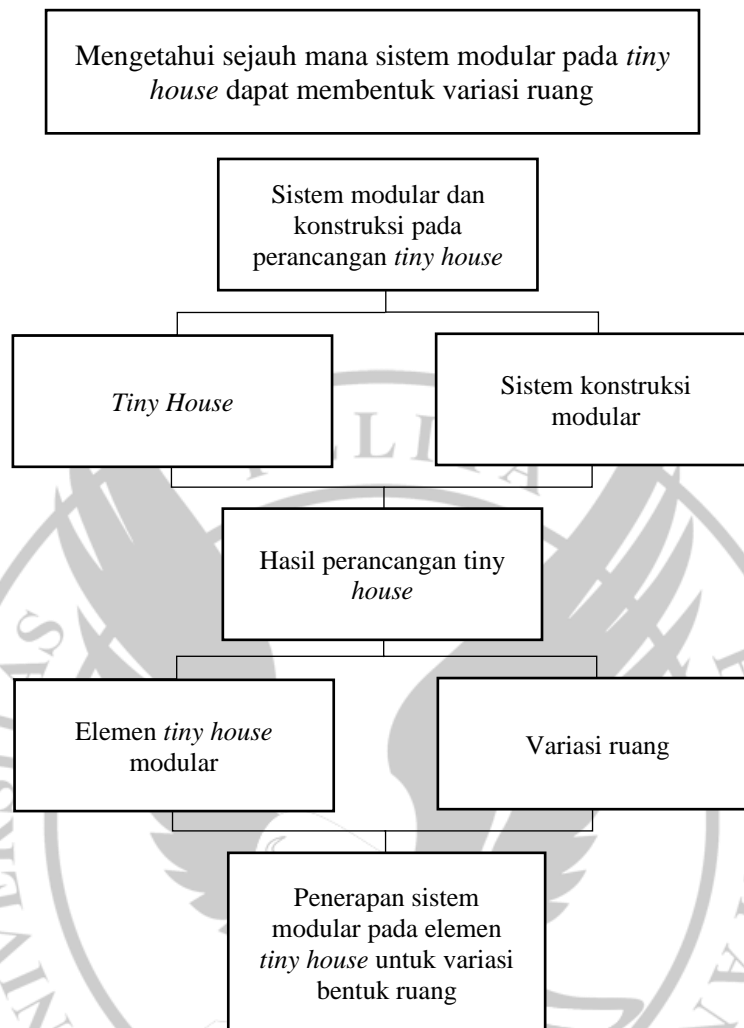 Mengetahui sejauh mana sistem modular pada tiny
house dapat membentuk variasi ruang
Sistem modular dan
konstruksi pada
perancangan tiny house
Tiny House
Sistem konstruksi
modular
Hasil perancangan tiny
house
Elemen tiny house
modular
Variasi ruang
Penerapan sistem
modular pada elemen
tiny house untuk variasi
bentuk ruang